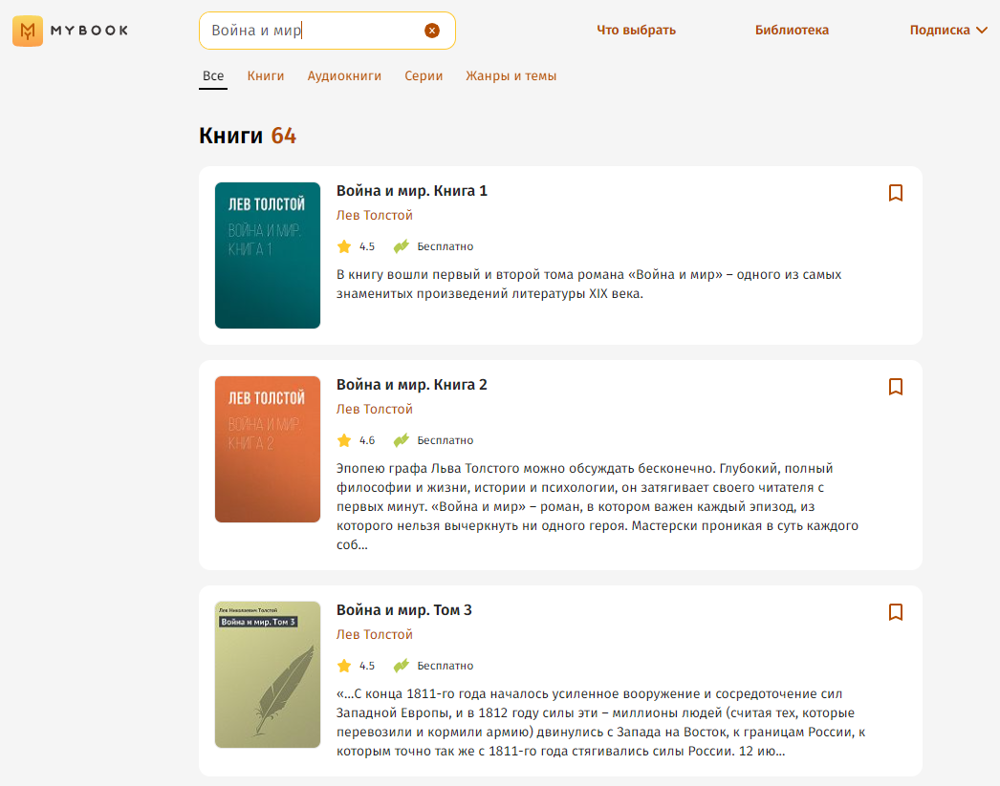 MYBOOK
Война и мир
Что выбрать
Библиотека
Подписка
Все
Книги
Аудиокниги
Серии
Жанры и темы
Книги 64
ЛЕВ ТОЛСТОЙ
ВОЙНА И МИР.
КНИГА 1
Война и мир. Книга 1
Лев Толстой
4.5 Бесплатно
В книгу вошли первый и второй тома романа «Война и мир» – одного из самых
знаменитых произведений литературы XIX века.
ЛЕВ ТОЛСТОЙ
ВОЙНА И МИР.
КНИГА 2
Война и мир. Книга 2
Лев Толстой
4.6 Бесплатно
Эпопею графа Льва Толстого можно обсуждать бесконечно. Глубокий, полный
философии и жизни, истории и психологии, он затягивает своего читателя с
первых минут. «Война и мир» – роман, в котором важен каждый эпизод, из
которого нельзя вычеркнуть ни одного героя. Мастерски проникая в суть каждого
соб...
Лев Николаевич Толстой
Война и мир. Том 3
Война и мир. Том 3
Лев Толстой
4.5 Бесплатно
«...С конца 1811-го года началось усиленное вооружение и сосредоточение сил
Западной Европы, и в 1812 году силы эти – миллионы людей (считая тех, которые
перевозили и кормили армию) двинулись с Запада на Восток, к границам России, к
которым точно так же с 1811-го года стягивались силы России. 12 ию...